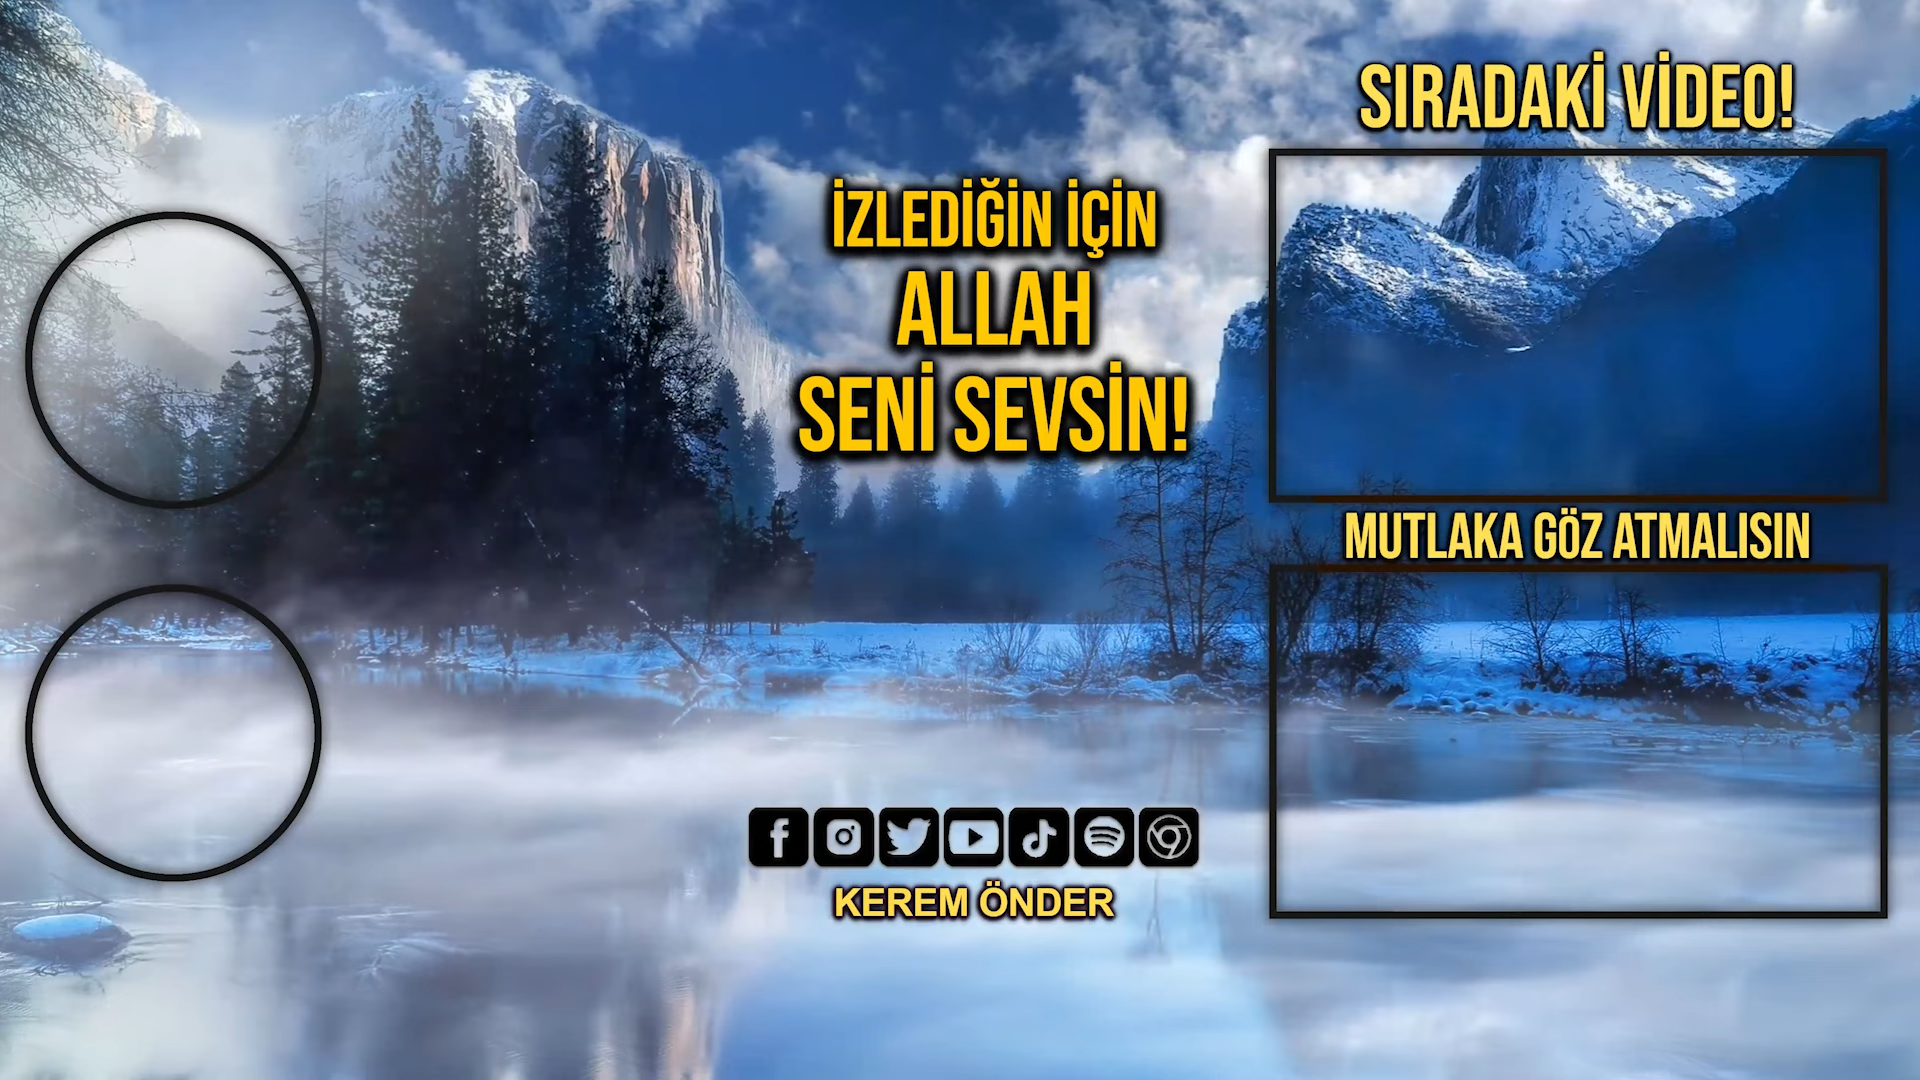 SIRADAKİ VİDEO!
İZLEDİĞİN İÇİN
ALLAH
SENİ SEVSİN!
MUTLAKA GÖZ ATMALISIN
KEREM ÖNDER